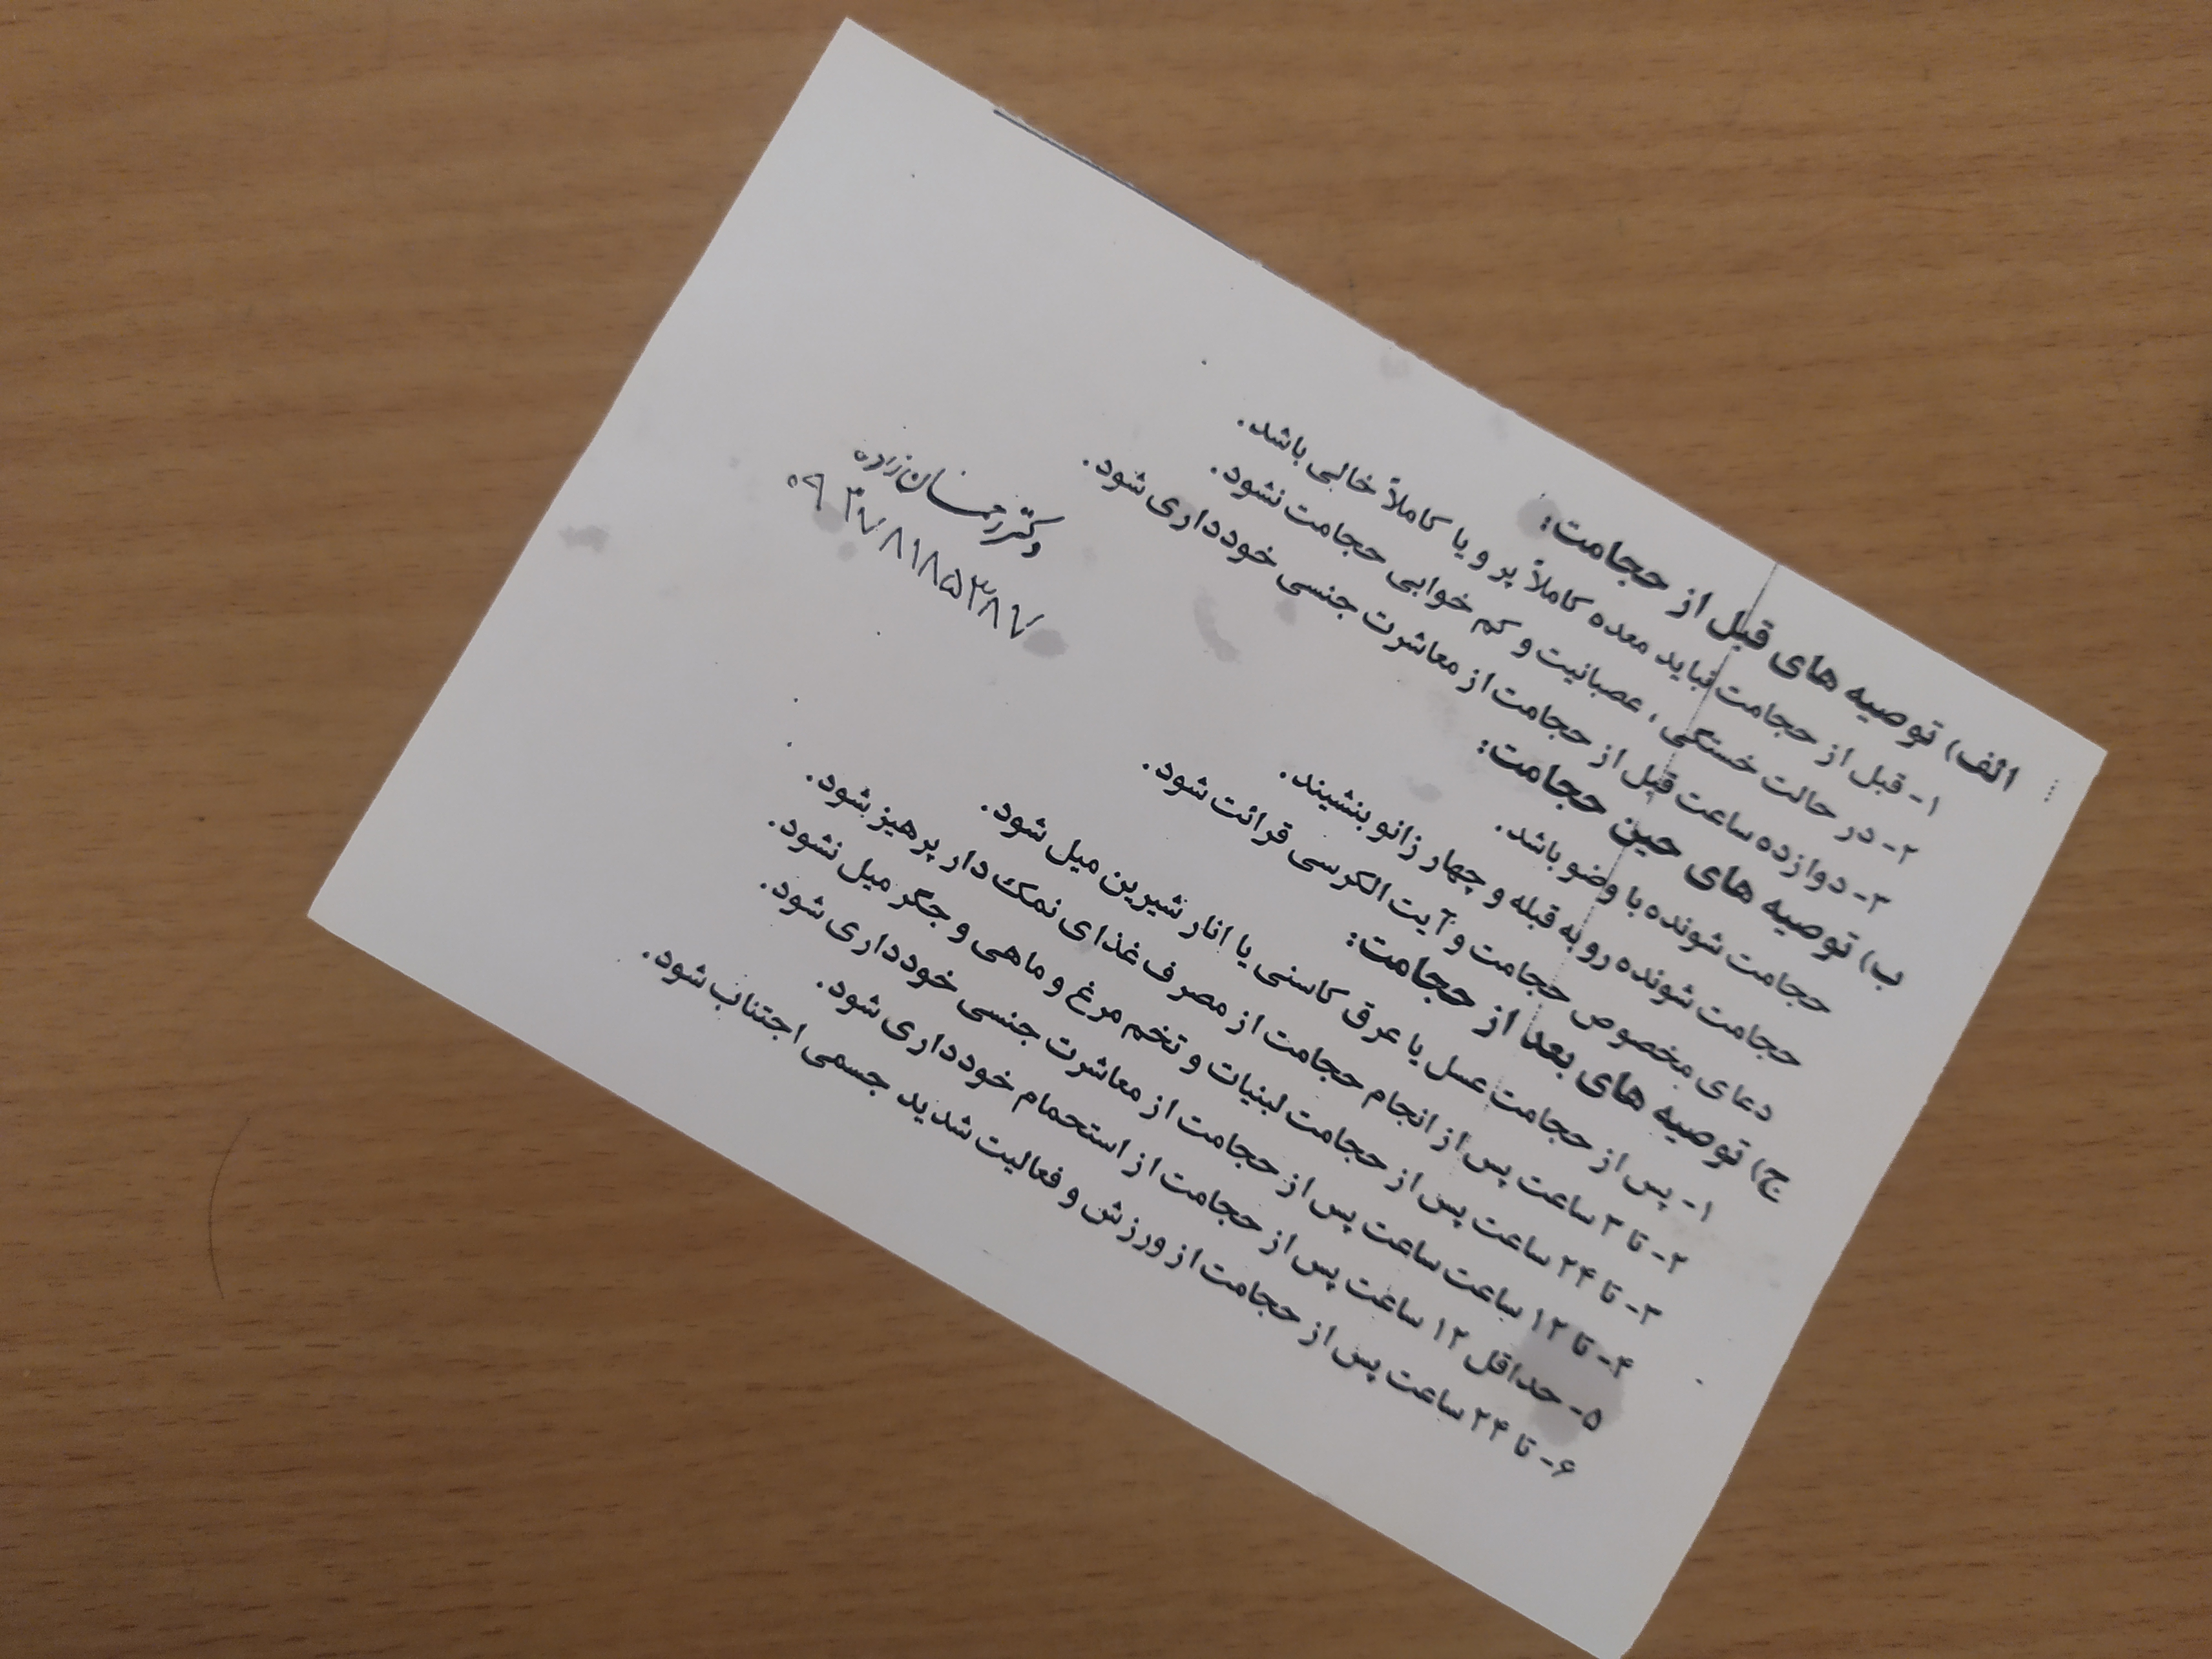 الف) توصیه های قبل از حجامت:
۱- قبل از حجامت نباید معده کاملاً پر و یا کاملاً خالی باشد.
۲- در حالت خستگی، عصبانیت و کم خوابی حجامت نشود.
۳- دوازده ساعت قبل از حجامت از معاشرت جنسی خودداری شود.
ب) توصیه های حین حجامت:
حجامت شونده با وضو باشد.
حجامت شونده رو به قبله و چهار زانو بنشیند.
دعای مخصوص حجامت و آیت الکرسی قرائت شود.
ج) توصیه های بعد از حجامت:
۱- پس از حجامت عسل یا عرق کاسنی یا انار شیرین میل شود.
۲- تا ۳ ساعت پس از انجام حجامت از مصرف غذای نمک دار پرهیز شود.
۳- تا ۲۴ ساعت پس از حجامت لبنیات و تخم مرغ و ماهی و جگر میل نشود.
۴- تا ۱۲ ساعت ساعت پس از حجامت از معاشرت جنسی خودداری شود.
۵- حداقل ۱۲ ساعت پس از حجامت از استحمام خودداری شود.
۶- تا ۲۴ ساعت پس از حجامت از ورزش و فعالیت شدید جسمی اجتناب شود.
دکتر
۰۹۳۷۸۱۸۵۳۸۷